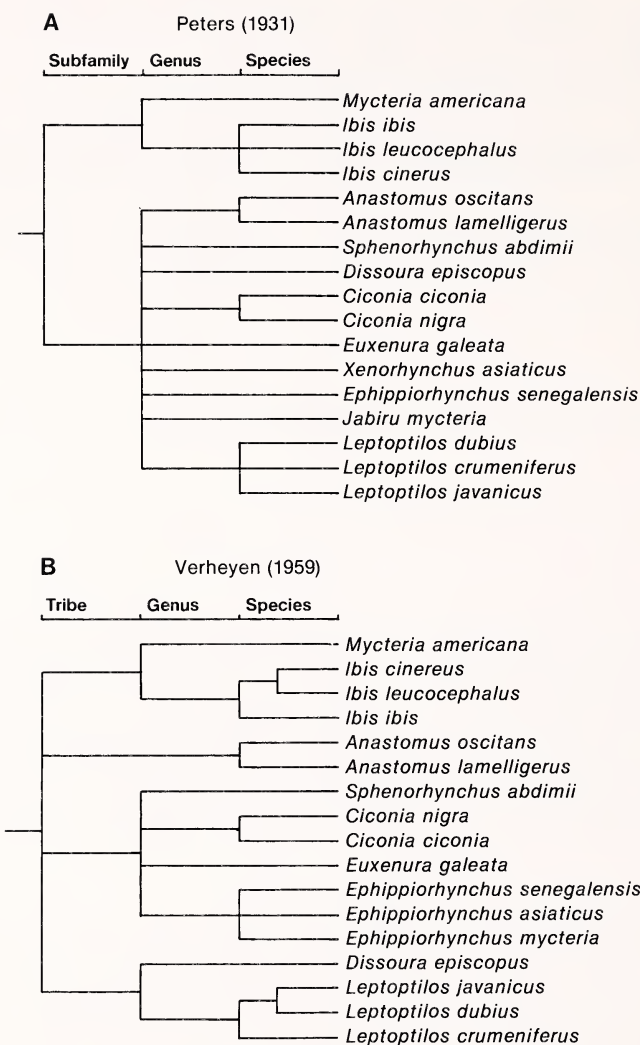 A Peters (1931)
Subfamily Genus Species
Mycteria americana
Ibis ibis
Ibis leucocephalus
Ibis cinerus
Anastomus oscitans
Anastomus lamelligerus
Sphenorhynchus abdimii
Dissoura episcopus
Ciconia ciconia
Ciconia nigra
Euxenura galeata
Xenorhynchus asiaticus
Ephippiorhynchus senegalensis
Jabiru mycteria
Leptoptilos dubius
Leptoptilos crumeniferus
Leptoptilos javanicus
B Verheyen (1959)
Tribe Genus Species
Mycteria americana
Ibis cinereus
Ibis leucocephalus
Ibis ibis
Anastomus oscitans
Anastomus lamelligerus
Sphenorhynchus abdimii
Ciconia nigra
Ciconia ciconia
Euxenura galeata
Ephippiorhynchus senegalensis
Ephippiorhynchus asiaticus
Ephippiorhynchus mycteria
Dissoura episcopus
Leptoptilos javanicus
Leptoptilos dubius
Leptoptilos crumeniferus